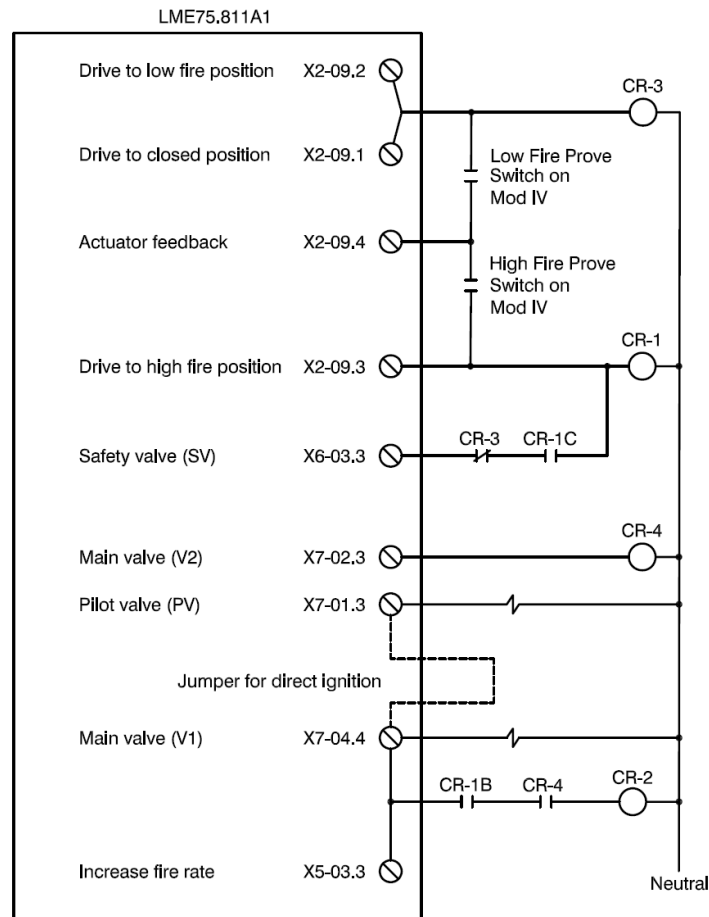 LME75.811A1
Drive to low fire position X2-09.2
CR-3
Drive to closed position X2-09.1
Low Fire Prove
Switch on
Mod IV
Actuator feedback X2-09.4
High Fire Prove
Switch on
Mod IV
CR-1
Drive to high fire position X2-09.3
CR-3 CR-1C
Safety valve (SV) X6-03.3
CR-4
Main valve (V2) X7-02.3
Pilot valve (PV) X7-01.3
Jumper for direct ignition
Main valve (V1) X7-04.4
CR-1B CR-4 CR-2
Increase fire rate X5-03.3
Neutral